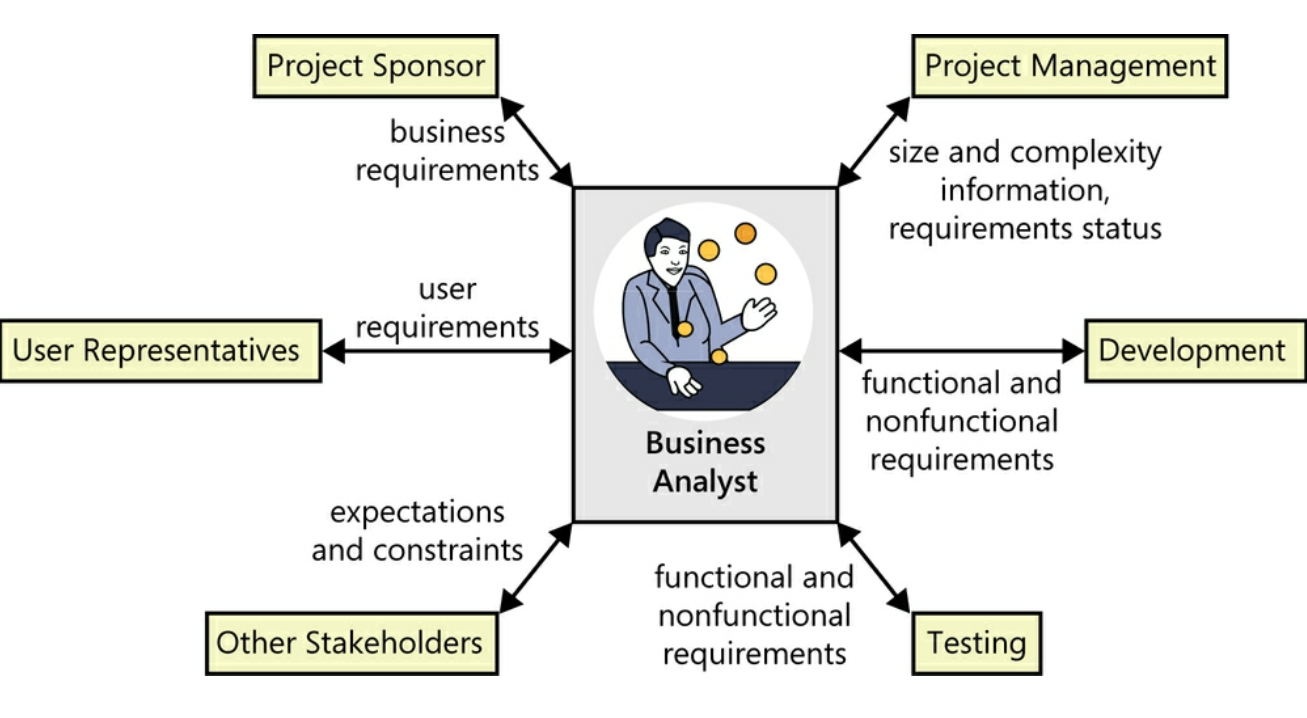 Project Sponsor
Project Management
business
requirements
size and complexity
information,
requirements status
user
requirements
User Representatives
Development
functional and
nonfunctional
requirements
Business
Analyst
expectations
and constraints
functional and
nonfunctional
requirements
Other Stakeholders
Testing